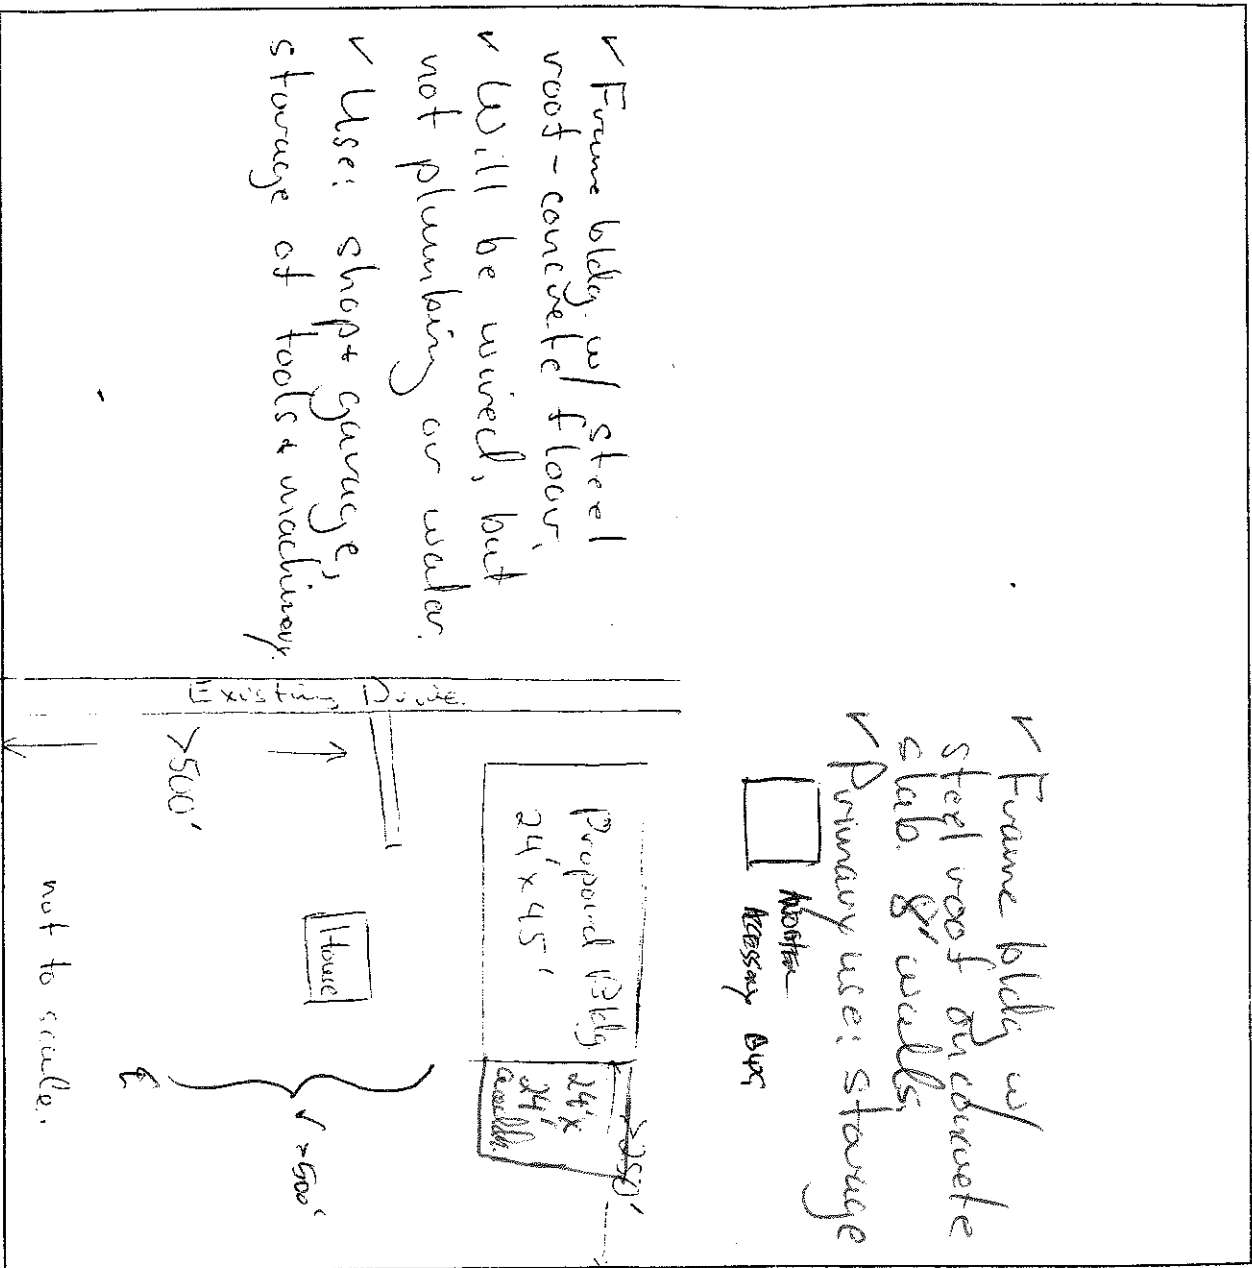 ✓ Frame bldg. w/ steel
roof - concrete floor.
✓ Will be wired, but
not plumbing or water.
✓ Use: shop + garage,
storage of tools & machinery.
✓ Frame bldg w/
steel roof on concrete
slab. 8' walls.
✓ Primary use: storage
Another
Accessory Bldg
Existing Drive
Proposed Bldg
24' x 45'
24' x
24'
>250'
House
>500'
✓ >500'
₵
not to scale.